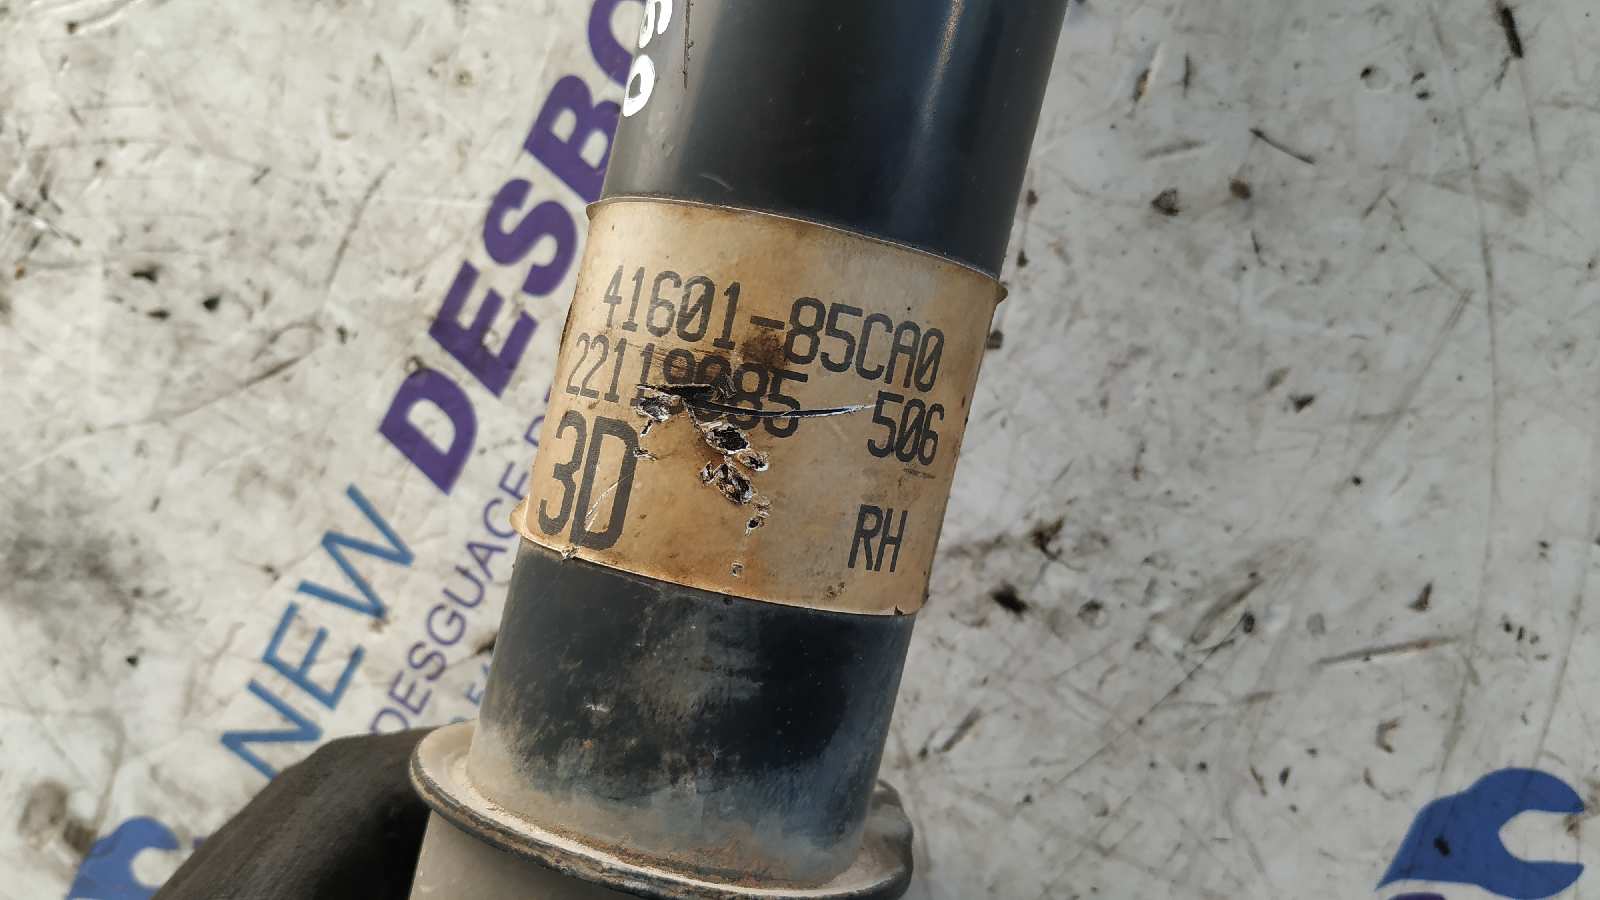 41601-85CA0
506
3D
RH
NEW DESBO
DESGUACE